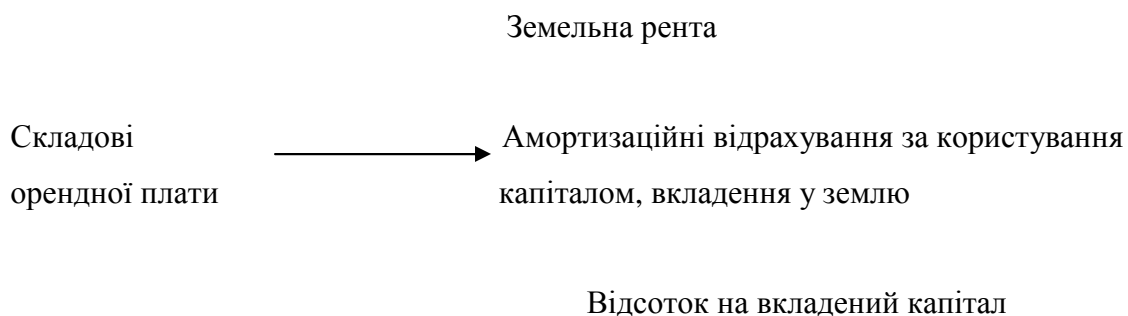 Земельна рента
Складові
орендної плати
Амортизаційні відрахування за користування
капіталом, вкладення у землю
Відсоток на вкладений капітал